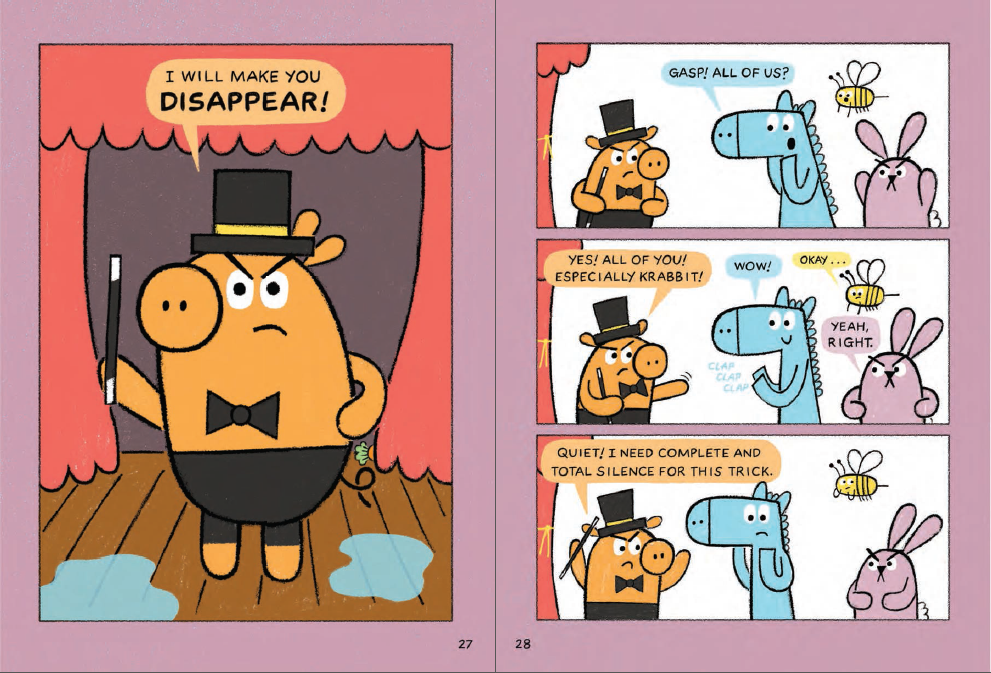 I WILL MAKE YOU
DISAPPEAR!
27
GASP! ALL OF US?
YES! ALL OF YOU!
ESPECIALLY KRABBIT!
WOW!
OKAY...
YEAH,
RIGHT.
CLAP
CLAP
CLAP
QUIET! I NEED COMPLETE AND
TOTAL SILENCE FOR THIS TRICK.
28